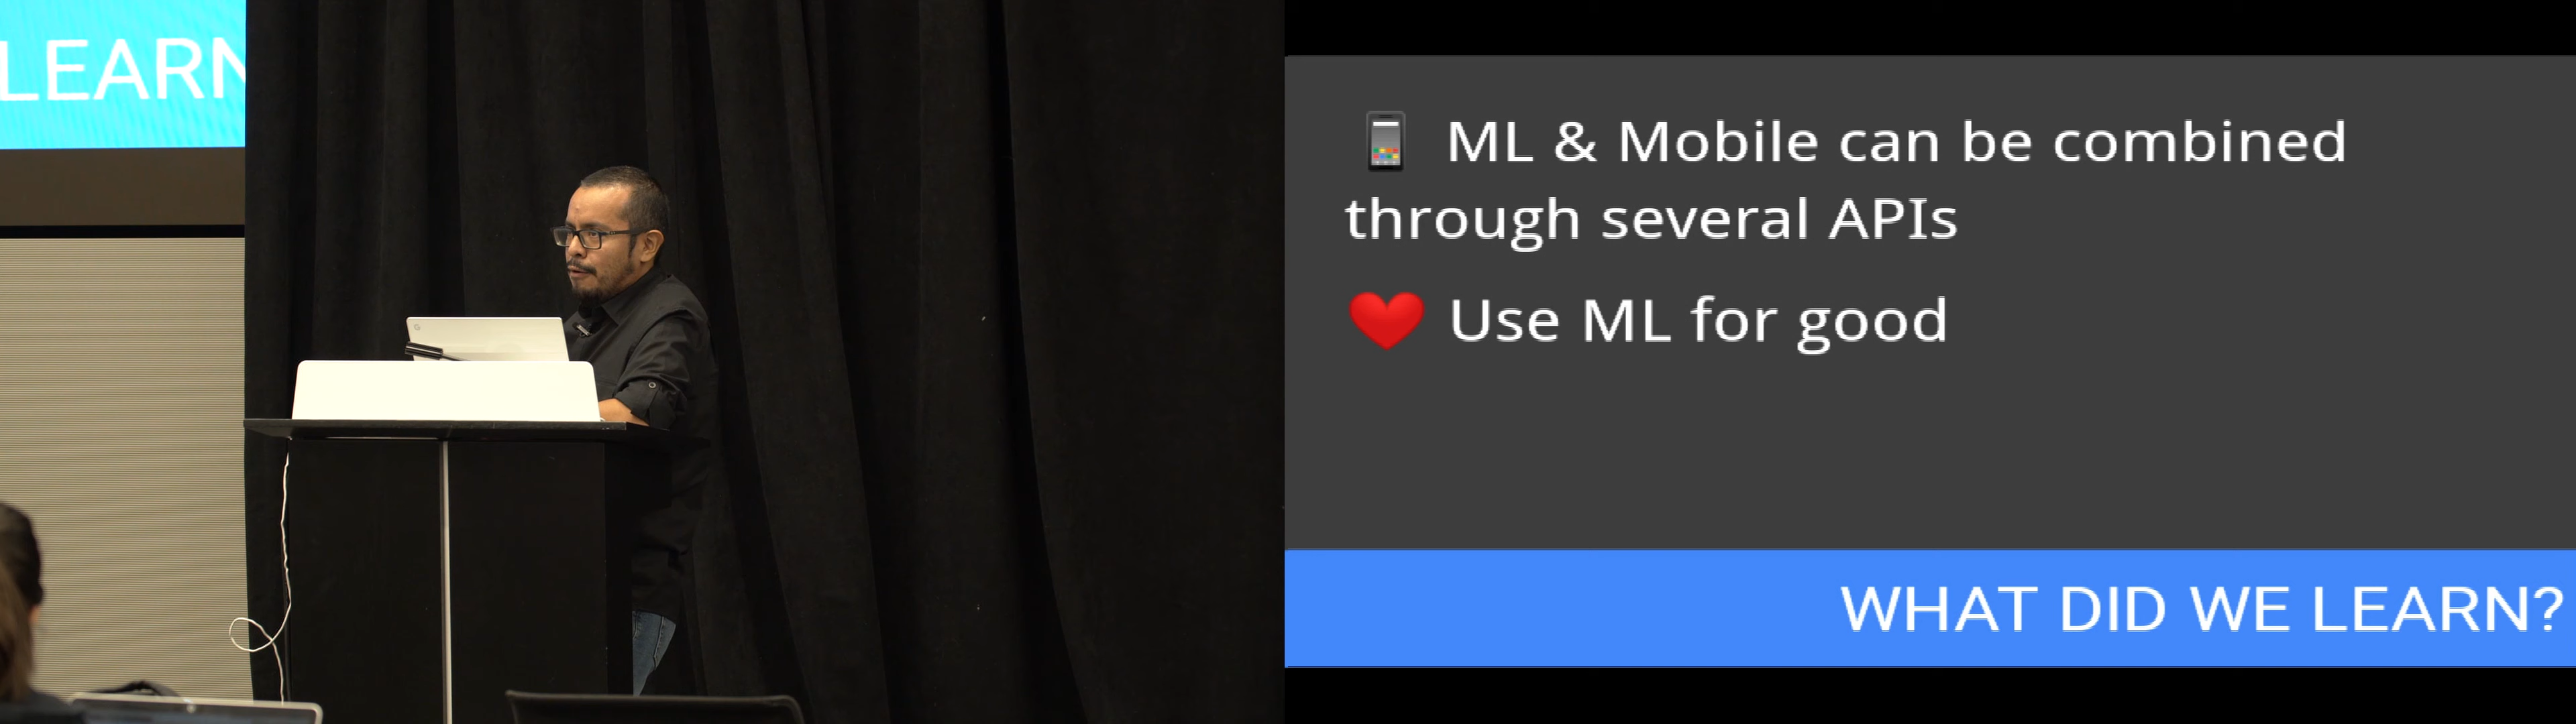 LEARN
ML & Mobile can be combined
through several APIs
Use ML for good
WHAT DID WE LEARN?